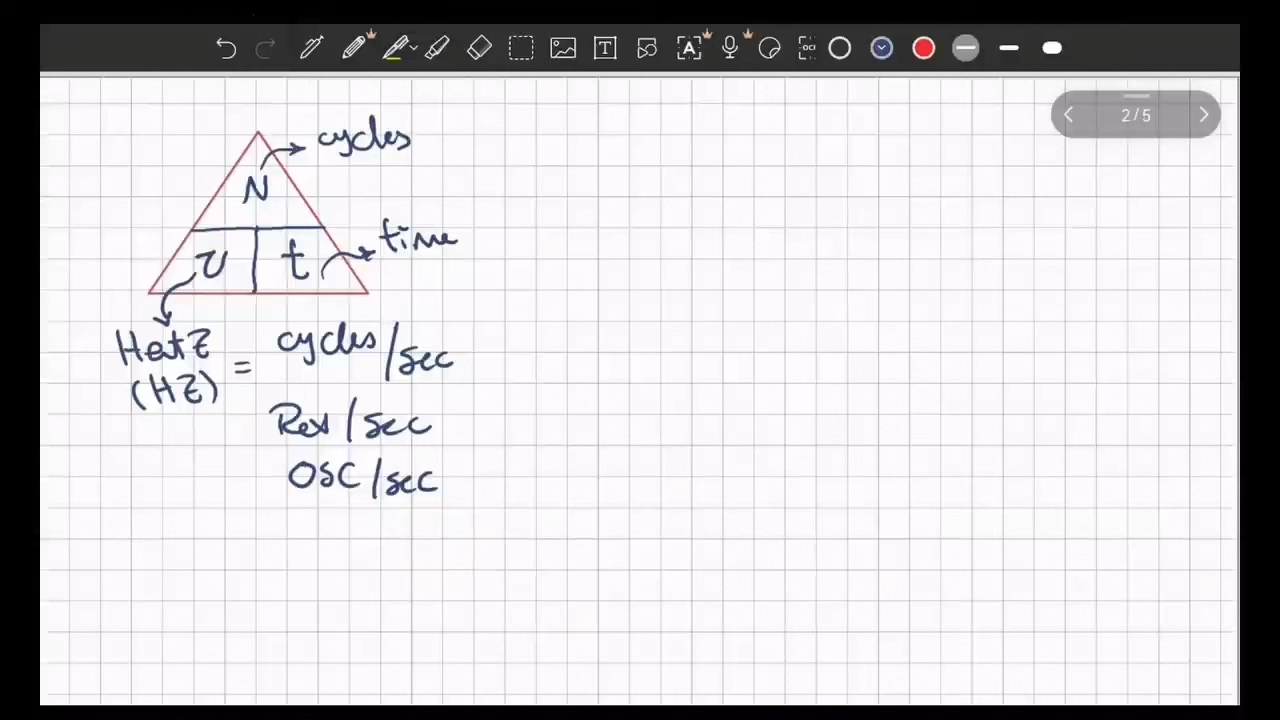 2/5
cycles
N
time
υ t
HertZ = cycles/sec
(HZ)
Rev/sec
OSC/sec